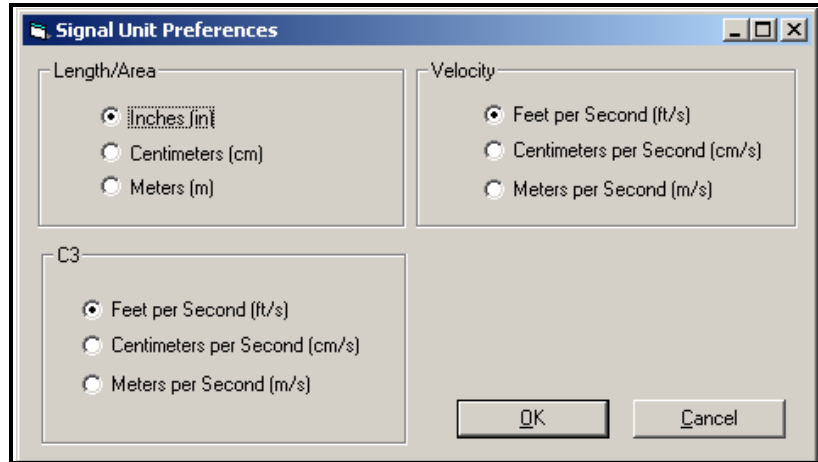 Signal Unit Preferences
Length/Area
Inches (in)
Centimeters (cm)
Meters (m)
Velocity
Feet per Second (ft/s)
Centimeters per Second (cm/s)
Meters per Second (m/s)
C3
Feet per Second (ft/s)
Centimeters per Second (cm/s)
Meters per Second (m/s)
OK
Cancel